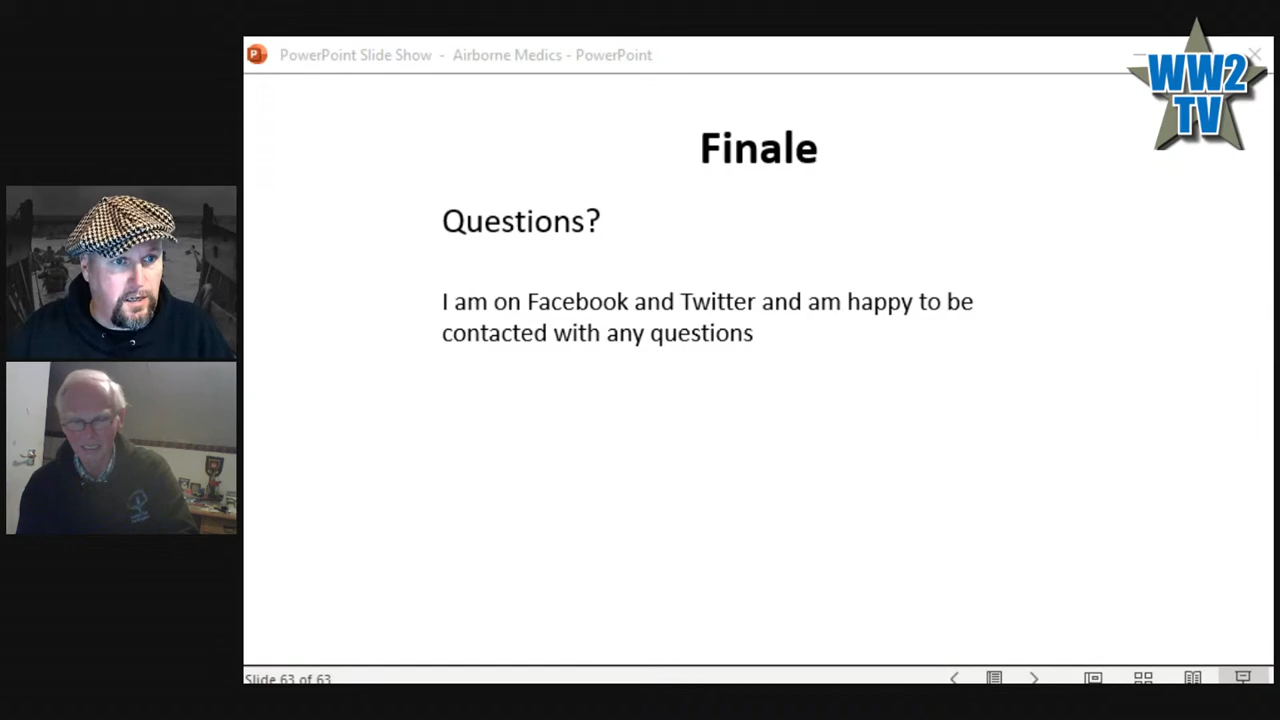 PowerPoint Slide Show - Airborne Medics - PowerPoint
WW2
TV
Finale
Questions?
I am on Facebook and Twitter and am happy to be
contacted with any questions
Slide 63 of 63